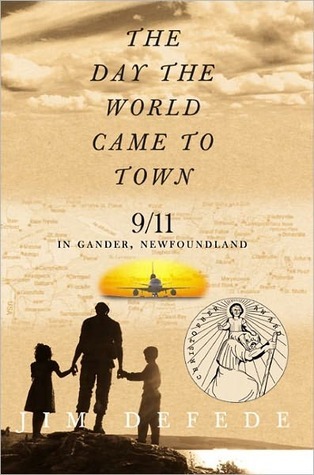 THE
DAY THE
WORLD
CAME TO
TOWN
9/11
IN GANDER, NEWFOUNDLAND
CHRISTOPHER AWARD
JIM DEFEDE